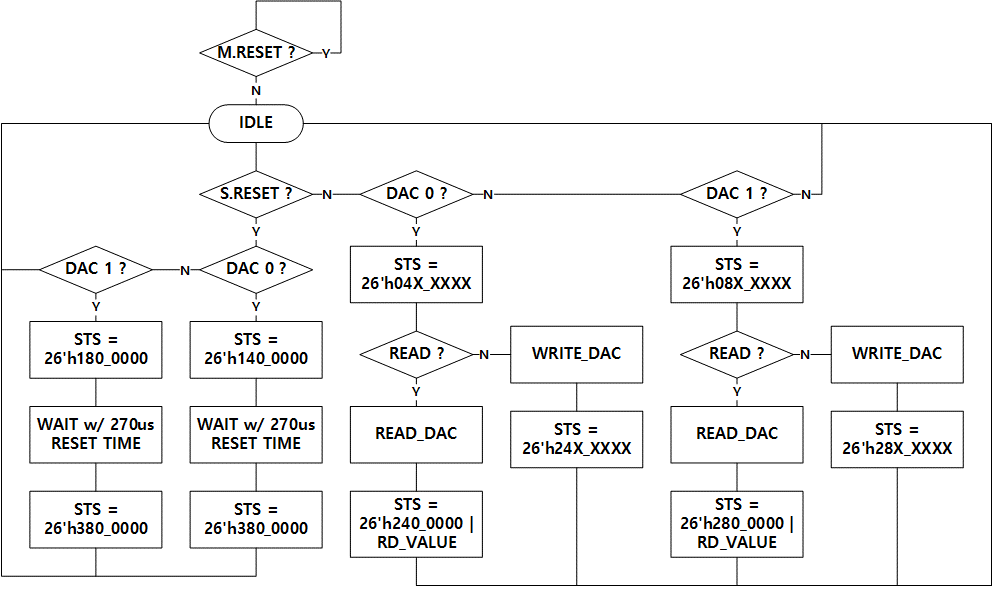 M.RESET ?
Y
N
IDLE
S.RESET ?
N
DAC 0 ?
N
DAC 1 ?
N
Y
Y
Y
DAC 1 ?
N
DAC 0 ?
STS =
26'h04X_XXXX
STS =
26'h08X_XXXX
Y
Y
STS =
26'h180_0000
STS =
26'h140_0000
READ ?
N
WRITE_DAC
READ ?
N
WRITE_DAC
Y
Y
WAIT w/ 270us
RESET TIME
WAIT w/ 270us
RESET TIME
READ_DAC
STS =
26'h24X_XXXX
READ_DAC
STS =
26'h28X_XXXX
STS =
26'h380_0000
STS =
26'h380_0000
STS =
26'h240_0000 |
RD_VALUE
STS =
26'h280_0000 |
RD_VALUE